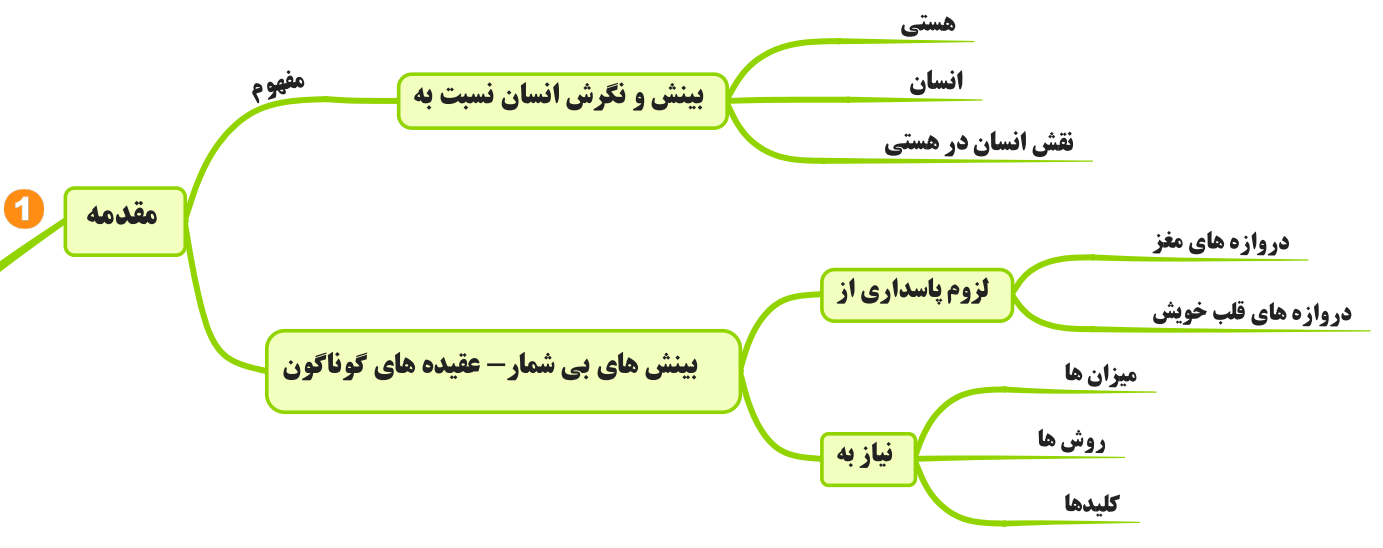 1
مقدمه
مفهوم
بینش و نگرش انسان نسبت به
هستی
انسان
نقش انسان در هستی
بینش های بی شمار– عقیده های گوناگون
لزوم پاسداری از
دروازه های مغز
دروازه های قلب خویش
نیاز به
میزان ها
روش ها
کلیدها